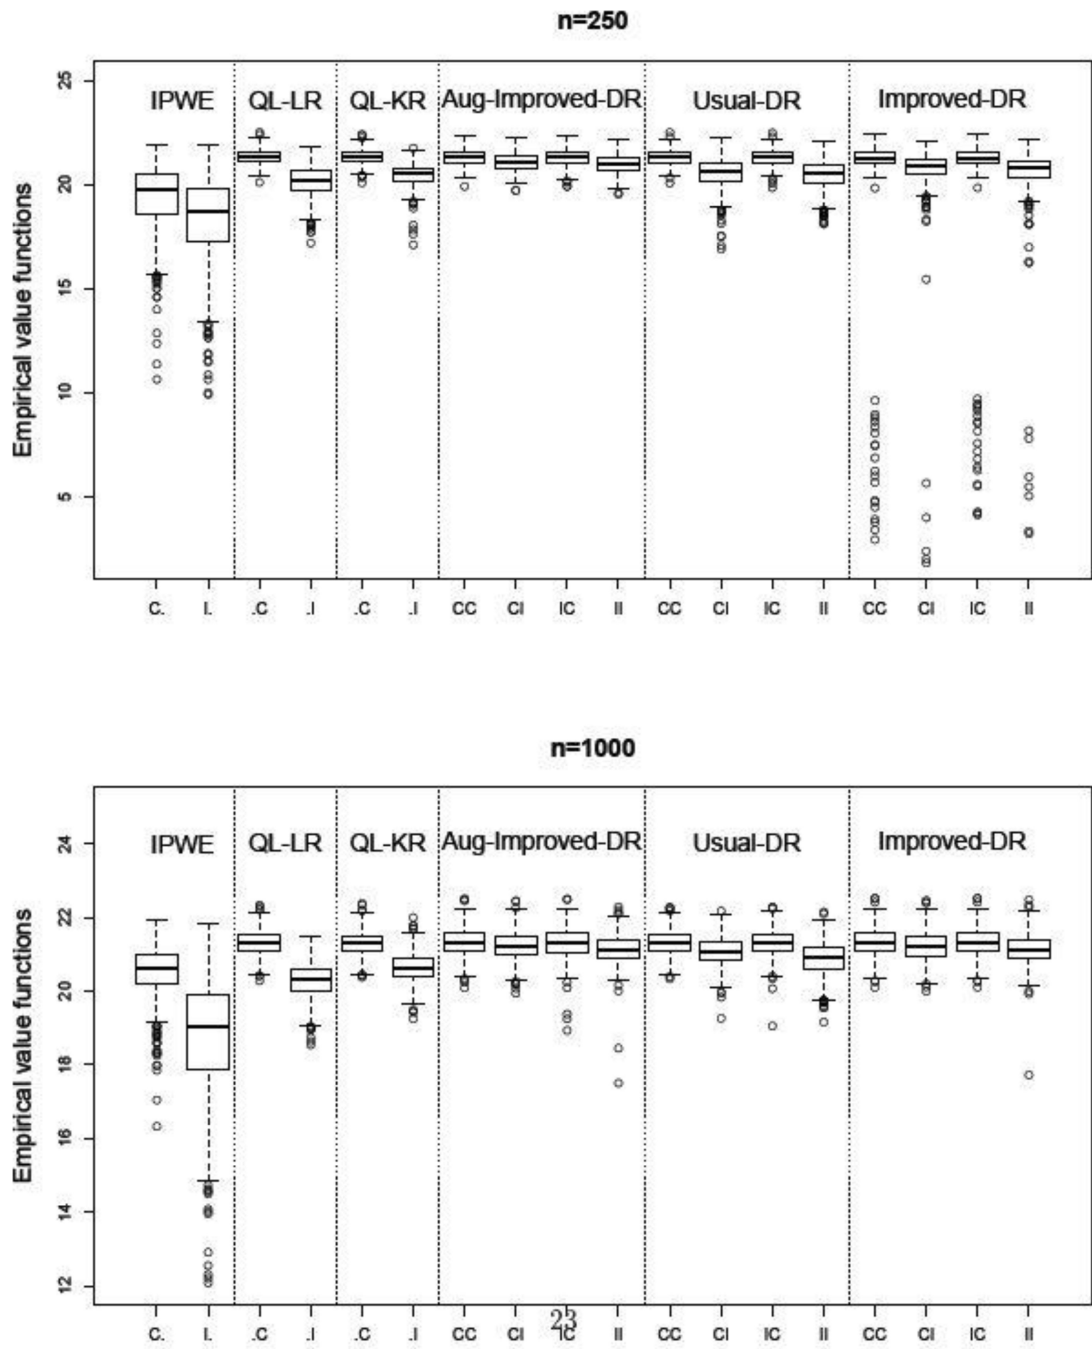 n=250
IPWE QL-LR QL-KR Aug-Improved-DR Usual-DR Improved-DR
Empirical value functions
25
20
15
10
5
C. I. .C .I .C .I CC CI IC II CC CI IC II CC CI IC II
n=1000
IPWE QL-LR QL-KR Aug-Improved-DR Usual-DR Improved-DR
Empirical value functions
24
22
20
18
16
14
12
C. I. .C .I .C .I CC CI IC II CC CI IC II CC CI IC II
23